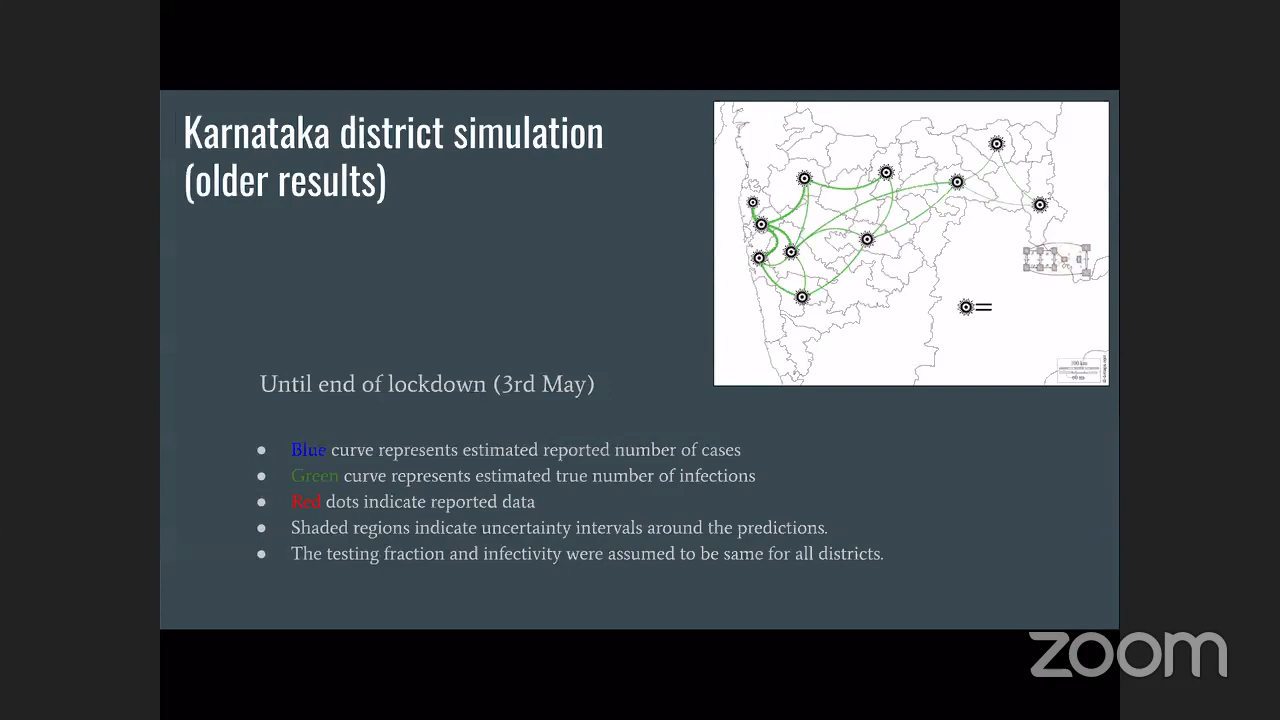 Karnataka district simulation
(older results)
Until end of lockdown (3rd May)
● Blue curve represents estimated reported number of cases
● Green curve represents estimated true number of infections
● Red dots indicate reported data
● Shaded regions indicate uncertainty intervals around the predictions.
● The testing fraction and infectivity were assumed to be same for all districts.
zoom